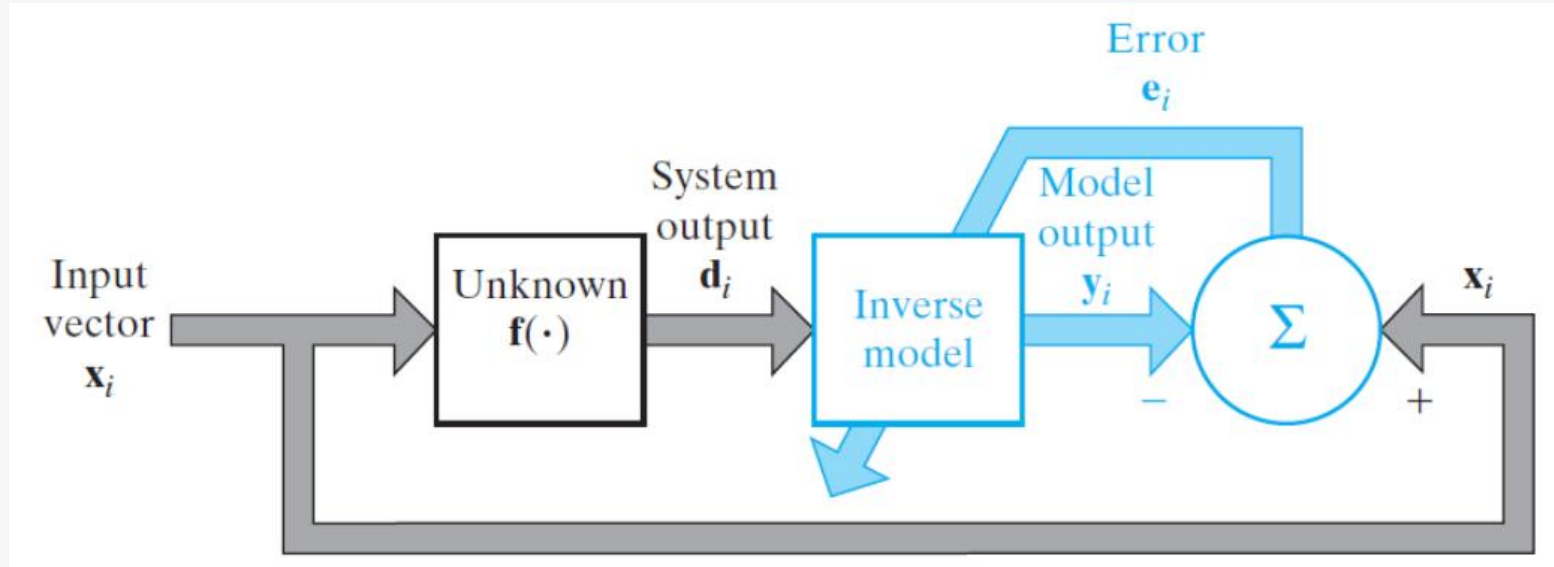 Error
e_i
System
output
d_i
Model
output
y_i
Input
vector
x_i
Unknown
f(·)
Inverse
model
Σ
x_i
−
+